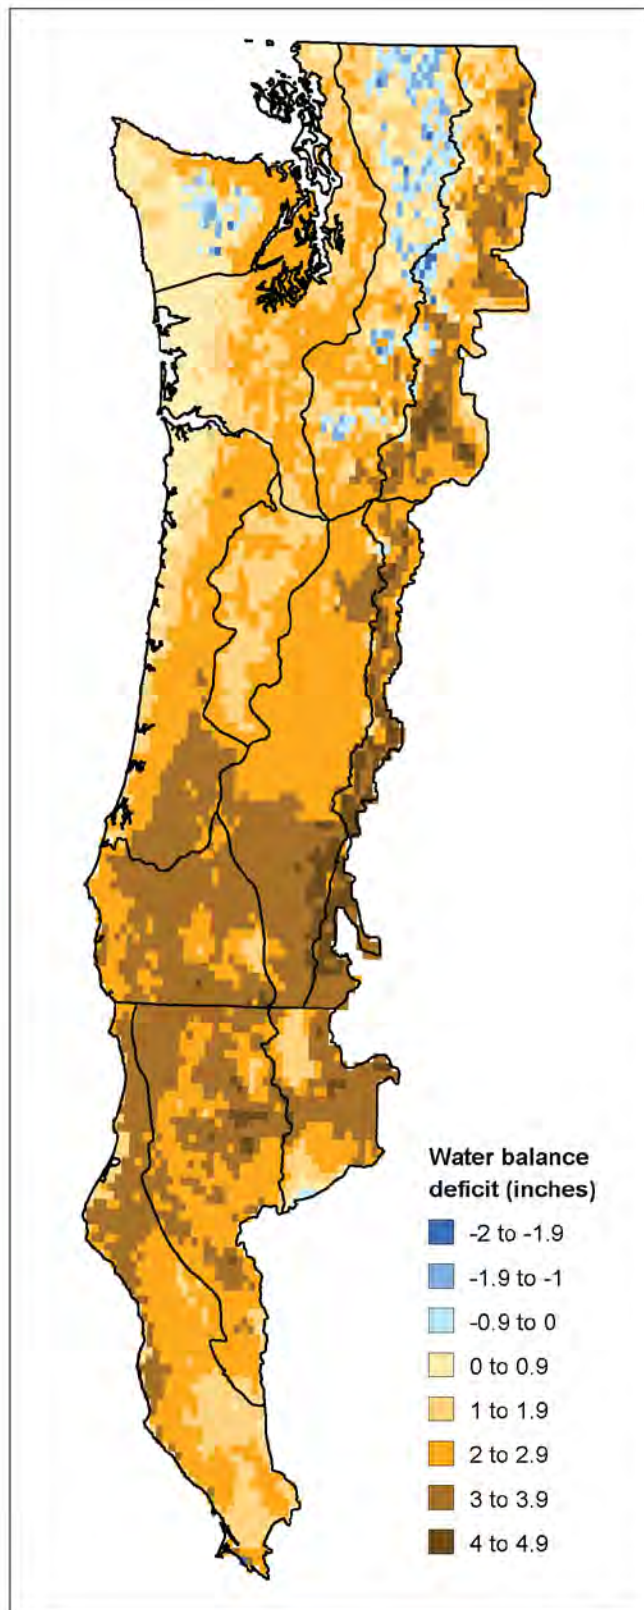 Water balance
deficit (inches)
-2 to -1.9
-1.9 to -1
-0.9 to 0
0 to 0.9
1 to 1.9
2 to 2.9
3 to 3.9
4 to 4.9